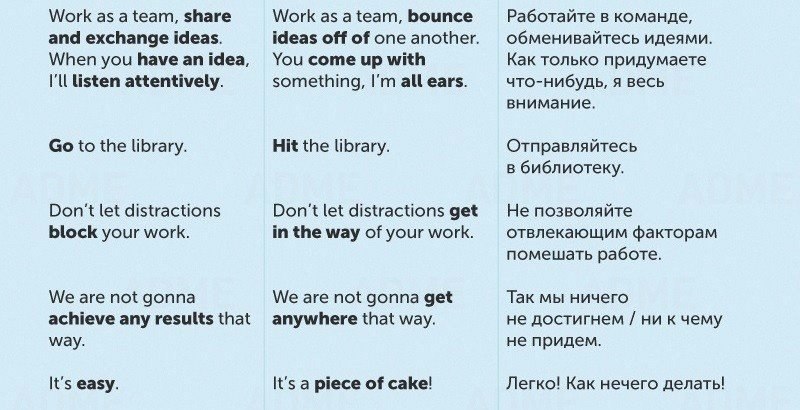 Work as a team, share
and exchange ideas.
When you have an idea,
I'll listen attentively.
Work as a team, bounce
ideas off of one another.
You come up with
something, I'm all ears.
Работайте в команде,
обменивайтесь идеями.
Как только придумаете
что-нибудь, я весь
внимание.
Go to the library.
Hit the library.
Отправляйтесь
в библиотеку.
Don't let distractions
block your work.
Don't let distractions get
in the way of your work.
Не позволяйте
отвлекающим факторам
помешать работе.
We are not gonna
achieve any results that
way.
We are not gonna get
anywhere that way.
Так мы ничего
не достигнем / ни к чему
не придем.
It's easy.
It's a piece of cake!
Легко! Как нечего делать!